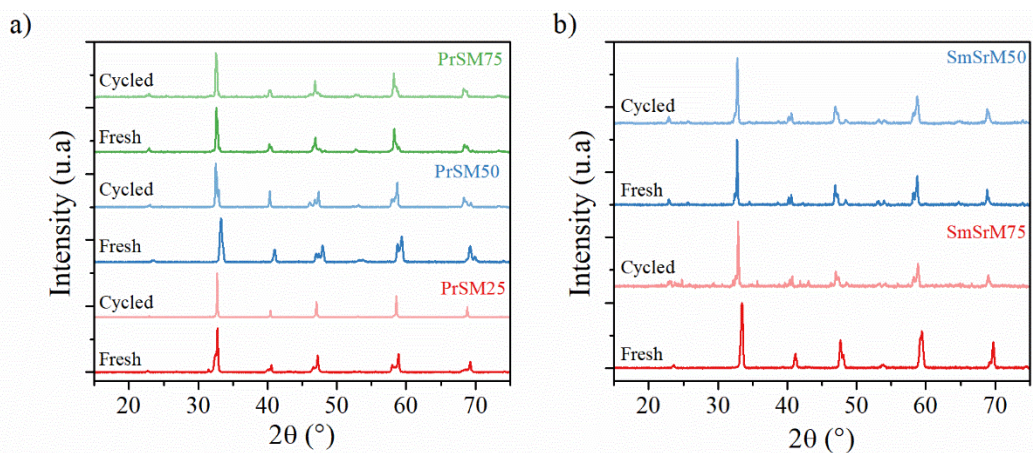 a)
PrSM75
Cycled
Fresh
PrSM50
Cycled
Fresh
PrSM25
Cycled
Fresh
Intensity (u.a)
20 30 40 50 60 70
2θ (°)
b)
SmSrM50
Cycled
Fresh
SmSrM75
Cycled
Fresh
Intensity (u.a)
20 30 40 50 60 70
2θ (°)